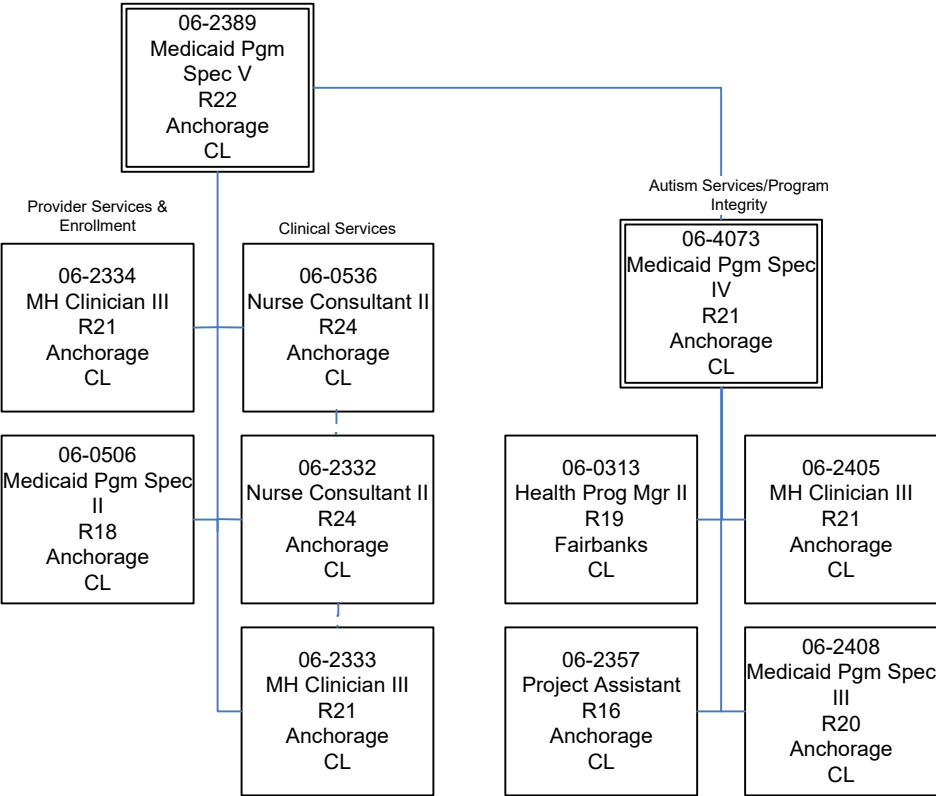 06-2389
Medicaid Pgm
Spec V
R22
Anchorage
CL
Provider Services &
Enrollment
06-2334
MH Clinician III
R21
Anchorage
CL
Clinical Services
06-0536
Nurse Consultant II
R24
Anchorage
CL
Autism Services/Program
Integrity
06-4073
Medicaid Pgm Spec
IV
R21
Anchorage
CL
06-0506
Medicaid Pgm Spec
II
R18
Anchorage
CL
06-2332
Nurse Consultant II
R24
Anchorage
CL
06-0313
Health Prog Mgr II
R19
Fairbanks
CL
06-2405
MH Clinician III
R21
Anchorage
CL
06-2333
MH Clinician III
R21
Anchorage
CL
06-2357
Project Assistant
R16
Anchorage
CL
06-2408
Medicaid Pgm Spec
III
R20
Anchorage
CL